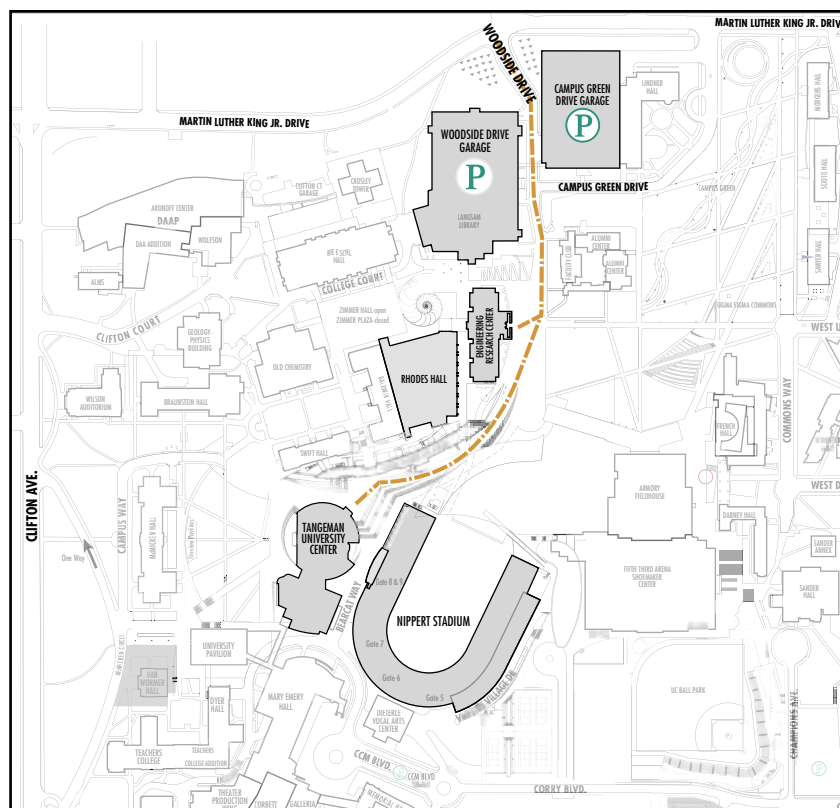 MARTIN LUTHER KING JR. DRIV
WOODSIDE DRIVE
CAMPUS GREEN
DRIVE GARAGE
P
LINDNER
HALL
MORGENS HALL
MARTIN LUTHER KING JR. DRIVE
WOODSIDE DRIVE
GARAGE
P
LANGSAM
LIBRARY
SCIOTO HALL
CLIFTON CT
GARAGE
CROSLEY
TOWER
CAMPUS GREEN DRIVE
CAMPUS GREEN
ARONOFF CENTER
DAAP
DAA ADDITION
WOLFSON
ALMS
HALL
COLLEGE COURT
FACULTY CLUB
ALUMNI
CENTER
ALUMNI
CENTER
SAWYER HALL
SIGMA SIGMA COMMONS
CLIFTON COURT
ZIMMER HALL-open
ZIMMER PLAZA-closed
ENGINEERING
RESEARCH CENTER
WEST U
GEOLOGY-
PHYSICS
BUILDING
OLD CHEMISTRY
BALDWIN HALL
RHODES HALL
COMMONS WAY
WILSON
AUDITORIUM
BRAUNSTEIN HALL
FRENCH
HALL
SWIFT HALL
CLIFTON AVE.
CAMPUS WAY
ARMORY
FIELDHOUSE
WEST D
DABNEY HALL
TANGEMAN
UNIVERSITY
CENTER
MCMICKEN HALL
One Way
SANDER
ANNEX
FIFTH THIRD ARENA
SHOEMAKER
CENTER
SANDER
HALL
Gate 8 & 9
BEARCAT WAY
NIPPERT STADIUM
Gate 7
Gate 6
Gate 5
UNIVERSITY
PAVILION
MCMICKEN CIRCLE
VAN
WORMER
HALL
MARY EMERY
HALL
DYER
HALL
DIETERLE
VOCAL ARTS
CENTER
UC BALL PARK
CHAMPIONS AVE.
TEACHERS
COLLEGE
TEACHERS
COLLEGE ADDITION
CCM BLVD.
CCM BLVD
P
CORRY BLVD.
THEATER
PRODUCTION
CORBETT
GALLERIA